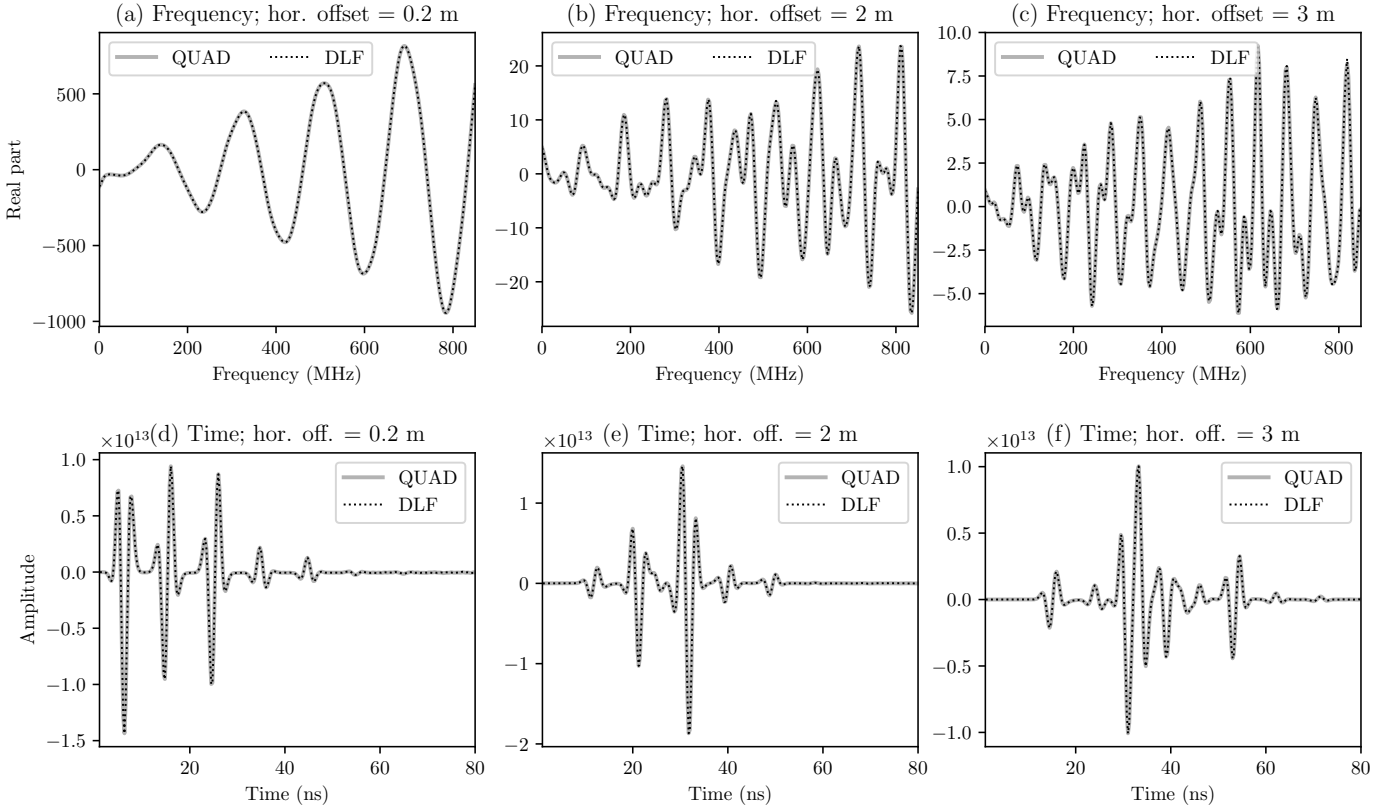 (a) Frequency; hor. offset = 0.2 m
(b) Frequency; hor. offset = 2 m
(c) Frequency; hor. offset = 3 m
QUAD DLF
QUAD DLF
QUAD DLF
Real part
500
0
−500
−1000
20
10
0
−10
−20
10.0
7.5
5.0
2.5
0.0
−2.5
−5.0
0 200 400 600 800
0 200 400 600 800
0 200 400 600 800
Frequency (MHz)
Frequency (MHz)
Frequency (MHz)
×10¹³
(d) Time; hor. off. = 0.2 m
×10¹³
(e) Time; hor. off. = 2 m
×10¹³
(f) Time; hor. off. = 3 m
QUAD
DLF
QUAD
DLF
QUAD
DLF
Amplitude
1.0
0.5
0.0
−0.5
−1.0
−1.5
1
0
−1
−2
1.0
0.5
0.0
−0.5
−1.0
20 40 60 80
20 40 60 80
20 40 60 80
Time (ns)
Time (ns)
Time (ns)